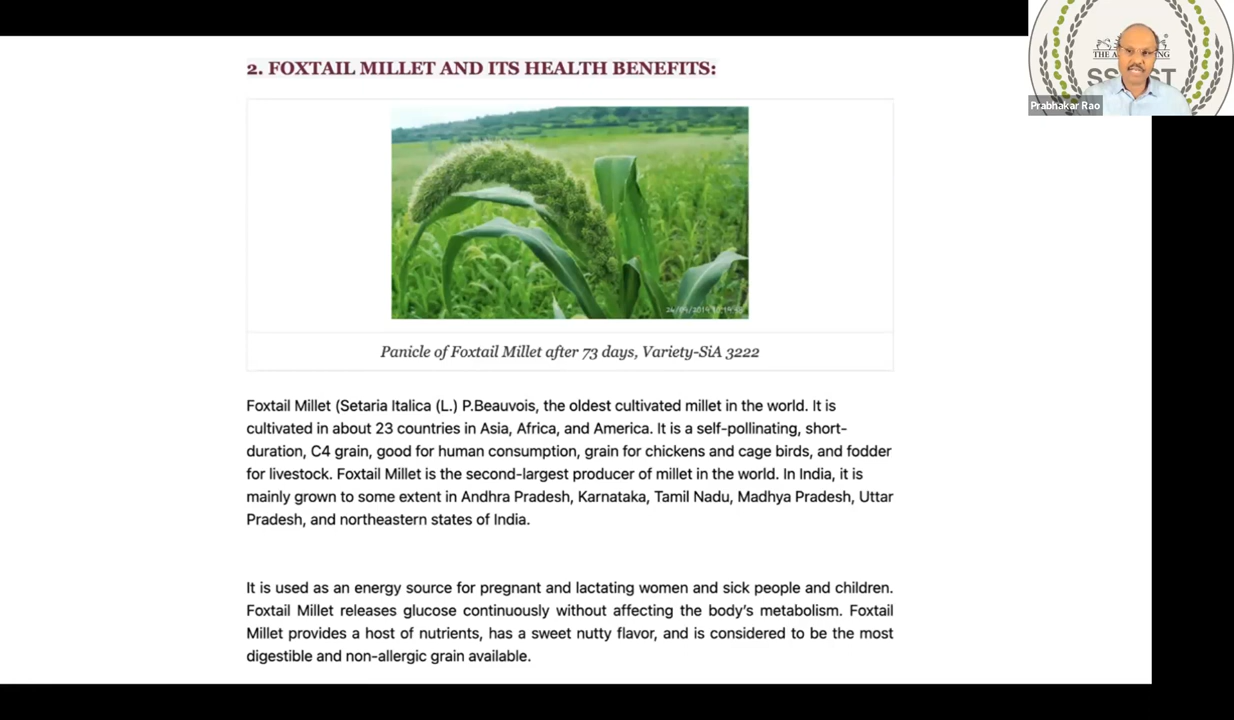 2. FOXTAIL MILLET AND ITS HEALTH BENEFITS:
Prabhakar Rao
Panicle of Foxtail Millet after 73 days, Variety-SiA 3222
Foxtail Millet (Setaria Italica (L.) P.Beauvois, the oldest cultivated millet in the world. It is
cultivated in about 23 countries in Asia, Africa, and America. It is a self-pollinating, short-
duration, C4 grain, good for human consumption, grain for chickens and cage birds, and fodder
for livestock. Foxtail Millet is the second-largest producer of millet in the world. In India, it is
mainly grown to some extent in Andhra Pradesh, Karnataka, Tamil Nadu, Madhya Pradesh, Uttar
Pradesh, and northeastern states of India.
It is used as an energy source for pregnant and lactating women and sick people and children.
Foxtail Millet releases glucose continuously without affecting the body's metabolism. Foxtail
Millet provides a host of nutrients, has a sweet nutty flavor, and is considered to be the most
digestible and non-allergic grain available.